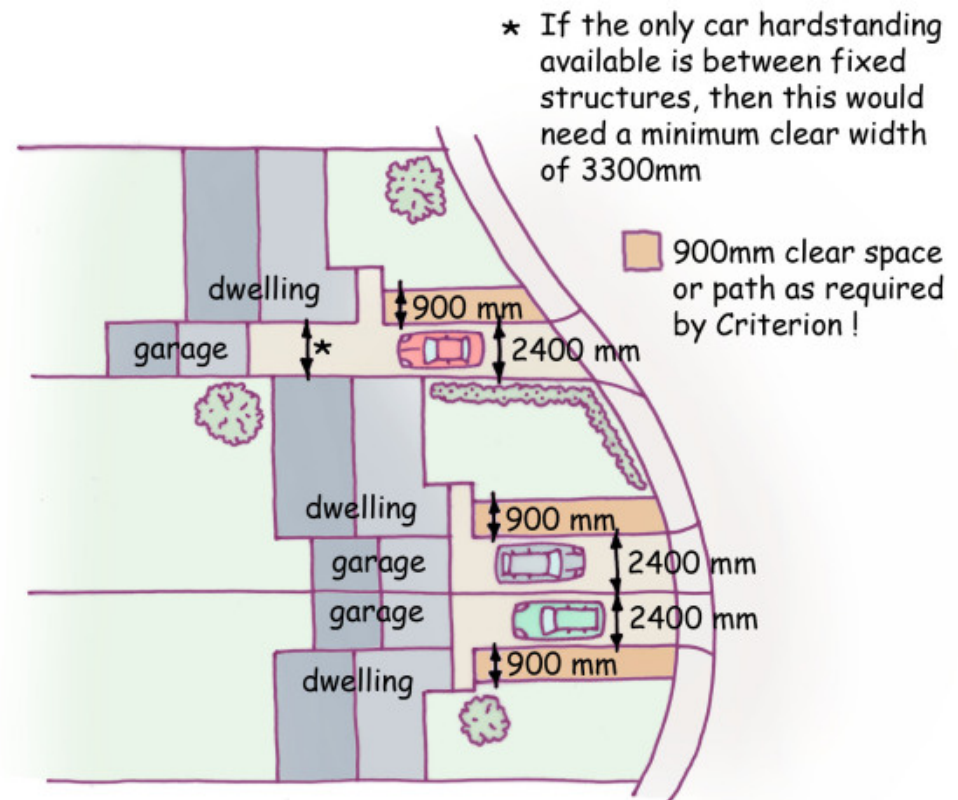 * If the only car hardstanding
available is between fixed
structures, then this would
need a minimum clear width
of 3300mm
900mm clear space
or path as required
by Criterion !
dwelling
900 mm
garage
*
2400 mm
dwelling
900 mm
garage
2400 mm
garage
2400 mm
900 mm
dwelling